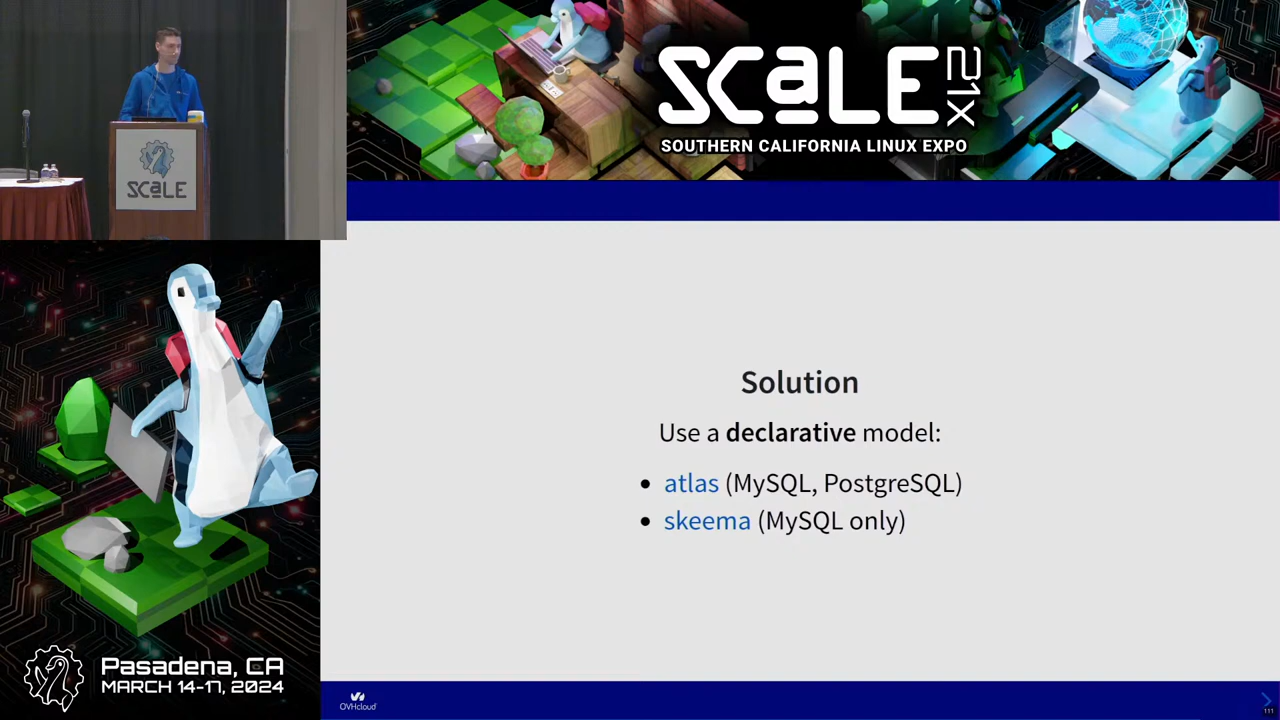 SCaLE 21X
SOUTHERN CALIFORNIA LINUX EXPO
SCaLE
Solution
Use a declarative model:
• atlas (MySQL, PostgreSQL)
• skeema (MySQL only)
Pasadena, CA
MARCH 14-17, 2024
OVHcloud
111